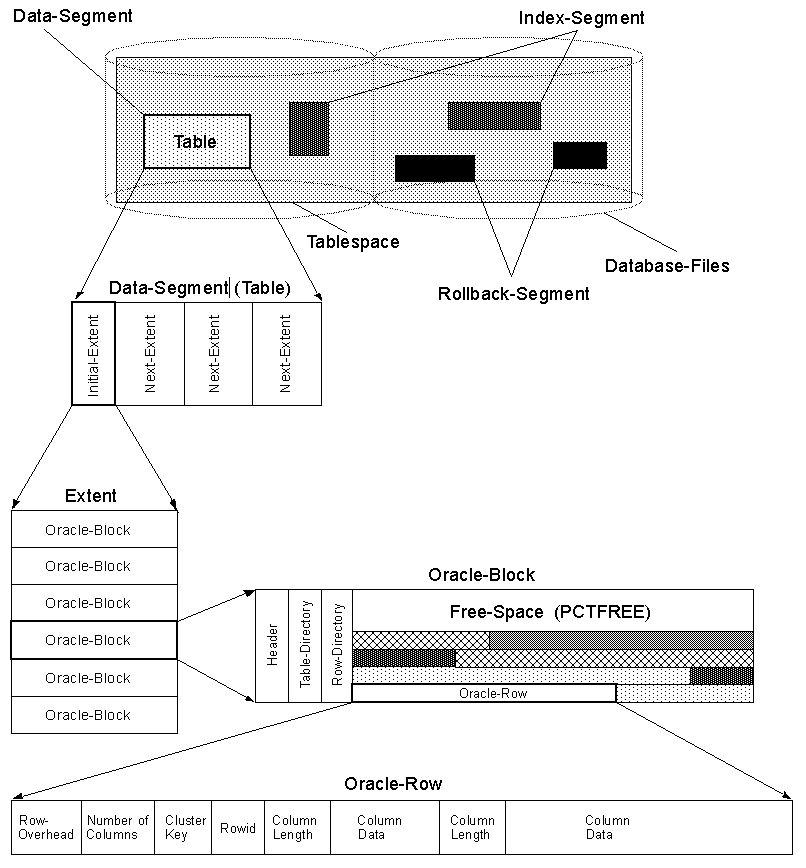 Data-Segment
Index-Segment
Table
Tablespace
Database-Files
Rollback-Segment
Data-Segment (Table)
Initial-Extent
Next-Extent
Next-Extent
Next-Extent
Extent
Oracle-Block
Oracle-Block
Oracle-Block
Oracle-Block
Oracle-Block
Oracle-Block
Oracle-Block
Header
Table-Directory
Row-Directory
Free-Space (PCTFREE)
Oracle-Row
Oracle-Row
Row-
Overhead
Number of
Columns
Cluster
Key
Rowid
Column
Length
Column
Data
Column
Length
Column
Data